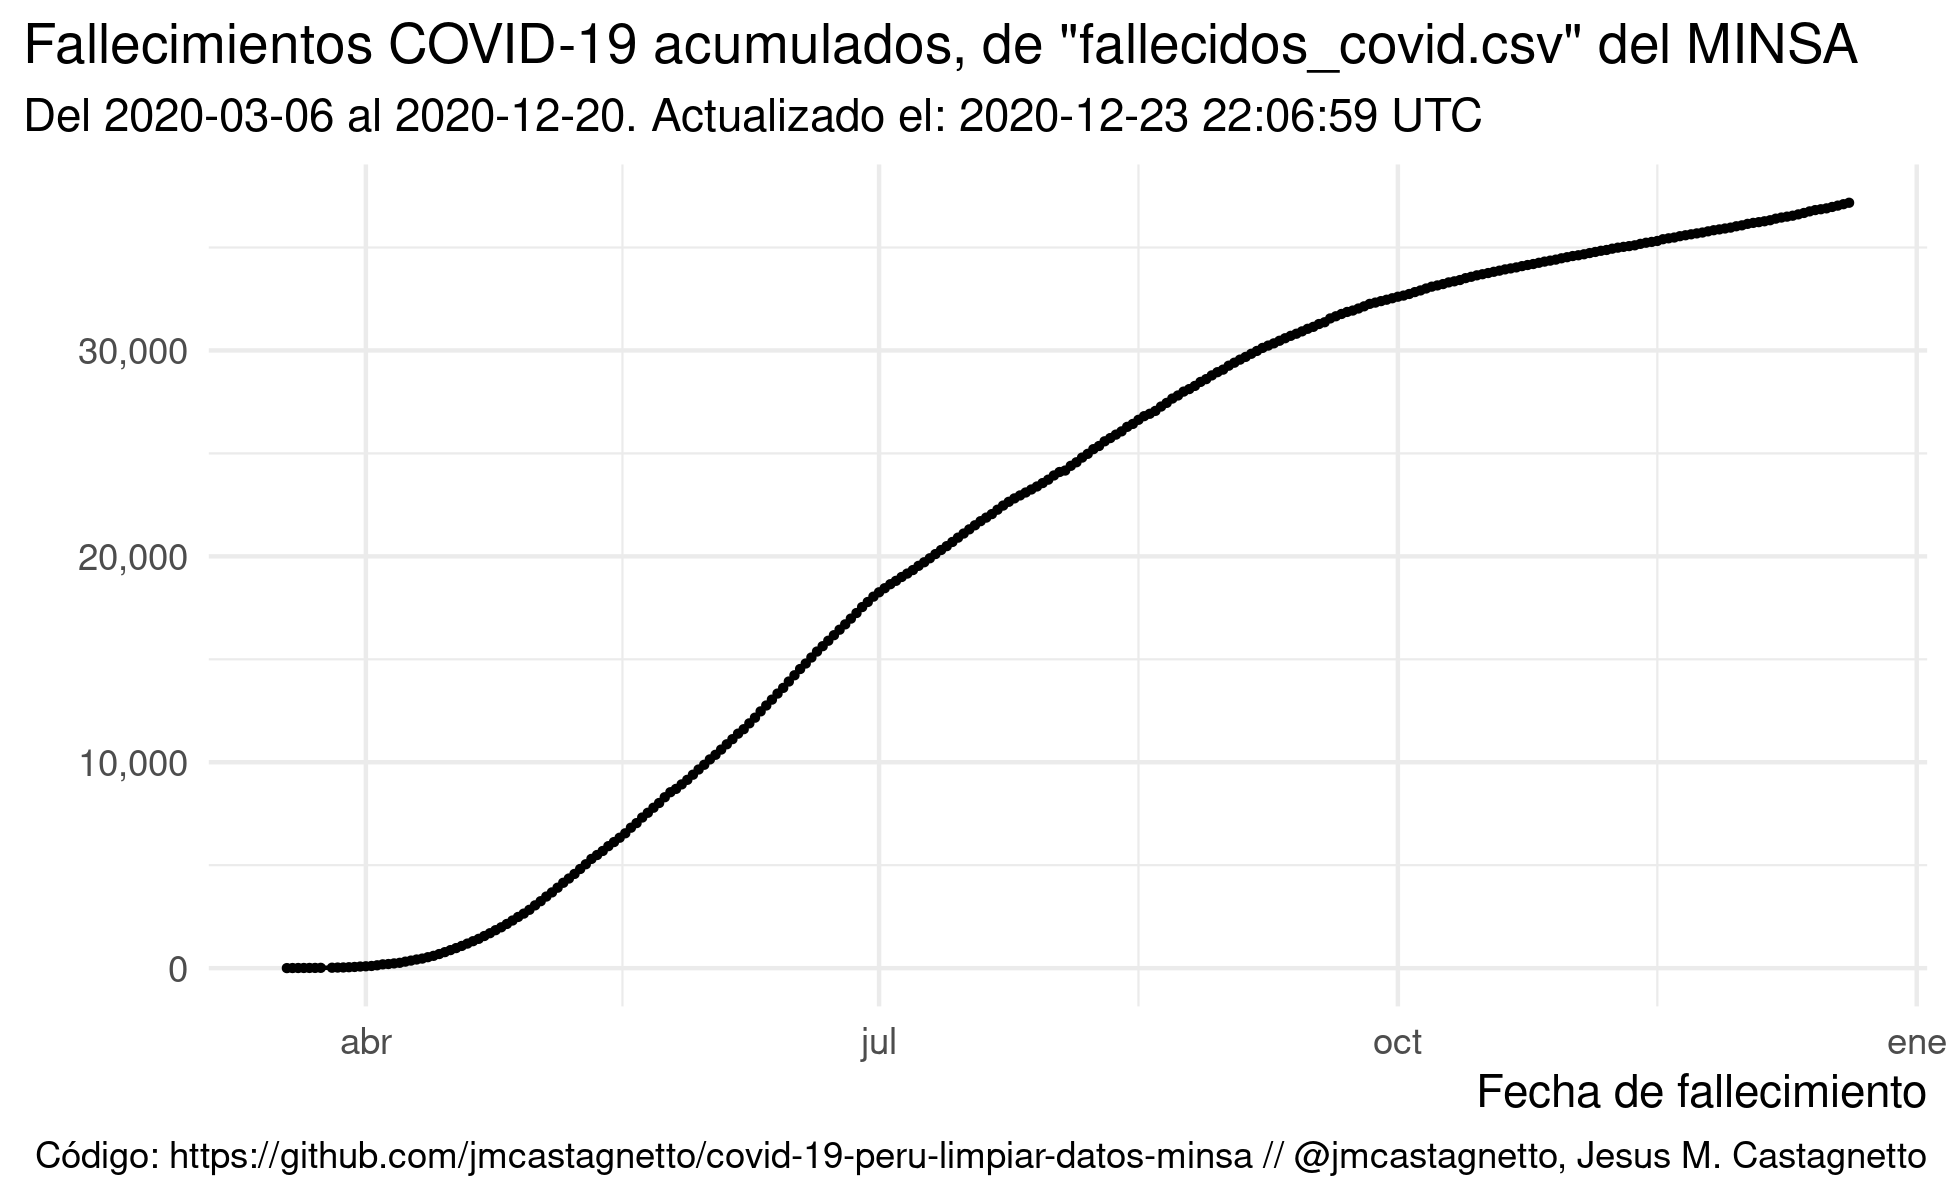 Fallecimientos COVID-19 acumulados, de "fallecidos_covid.csv" del MINSA
Del 2020-03-06 al 2020-12-20. Actualizado el: 2020-12-23 22:06:59 UTC
30,000
20,000
10,000
0
abr jul oct ene
Fecha de fallecimiento
Código: https://github.com/jmcastagnetto/covid-19-peru-limpiar-datos-minsa // @jmcastagnetto, Jesus M. Castagnetto